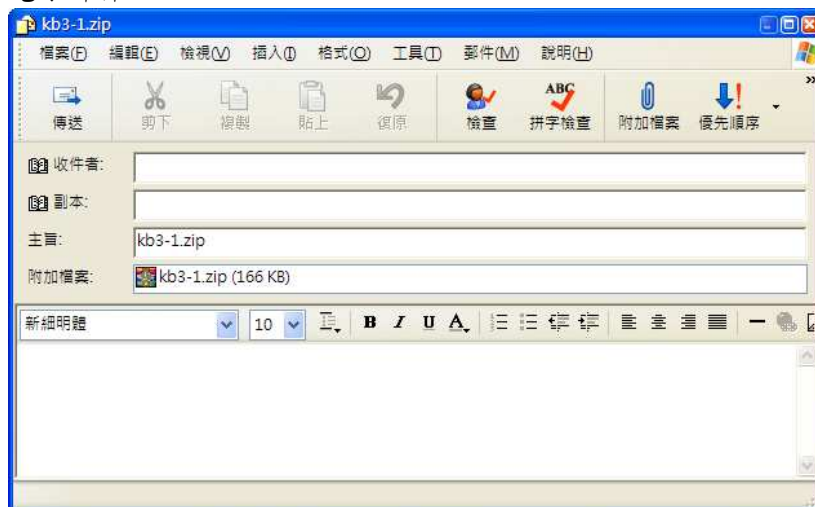 kb3-1.zip
檔案(F) 編輯(E) 檢視(V) 插入(I) 格式(O) 工具(T) 郵件(M) 說明(H)
ABC
傳送 剪下 複製 貼上 復原 檢查 拼字檢查 附加檔案 優先順序
收件者:
副本:
主旨: kb3-1.zip
附加檔案: kb3-1.zip (166 KB)
新細明體 10 B I U A